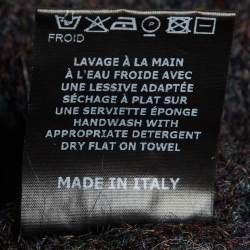 FROID
LAVAGE À LA MAIN
À L'EAU FROIDE AVEC
UNE LESSIVE ADAPTÉE
SÉCHAGE À PLAT SUR
UNE SERVIETTE ÉPONGE
HANDWASH WITH
APPROPRIATE DETERGENT
DRY FLAT ON TOWEL
MADE IN ITALY